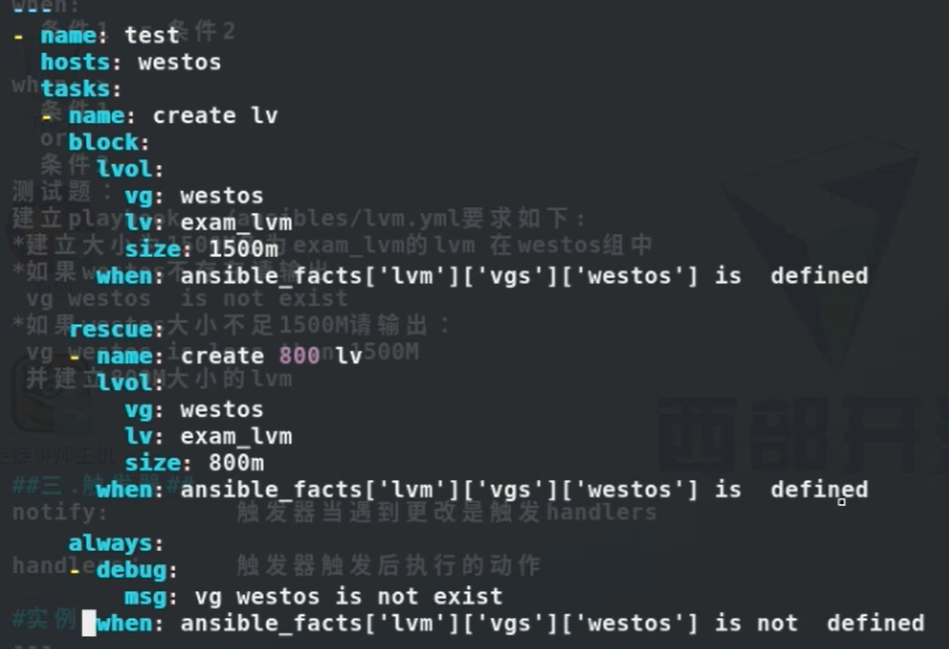 ---
- name: test
  hosts: westos
  tasks:
  - name: create lv
    block:
      lvol:
        vg: westos
        lv: exam_lvm
        size: 1500m
      when: ansible_facts['lvm']['vgs']['westos'] is  defined

    rescue:
    - name: create 800 lv
      lvol:
        vg: westos
        lv: exam_lvm
        size: 800m
      when: ansible_facts['lvm']['vgs']['westos'] is  defined

    always:
    - debug:
        msg: vg westos is not exist
      when: ansible_facts['lvm']['vgs']['westos'] is not  defined
when:
条件1
条件2
or
条件
测试题：
建立playbook /ansibles/lvm.yml要求如下：
*建立大小为1500M 为exam_lvm的lvm 在westos组中
*如果westos不存在请输出
vg westos is not exist
*如果westos大小不足1500M请输出：
vg westos is 1500M
并建立800M大小的lvm
西部开
##三.触发器##
notify:          触发器当遇到更改是触发handlers
触发器触发后执行的动作
#实例
---